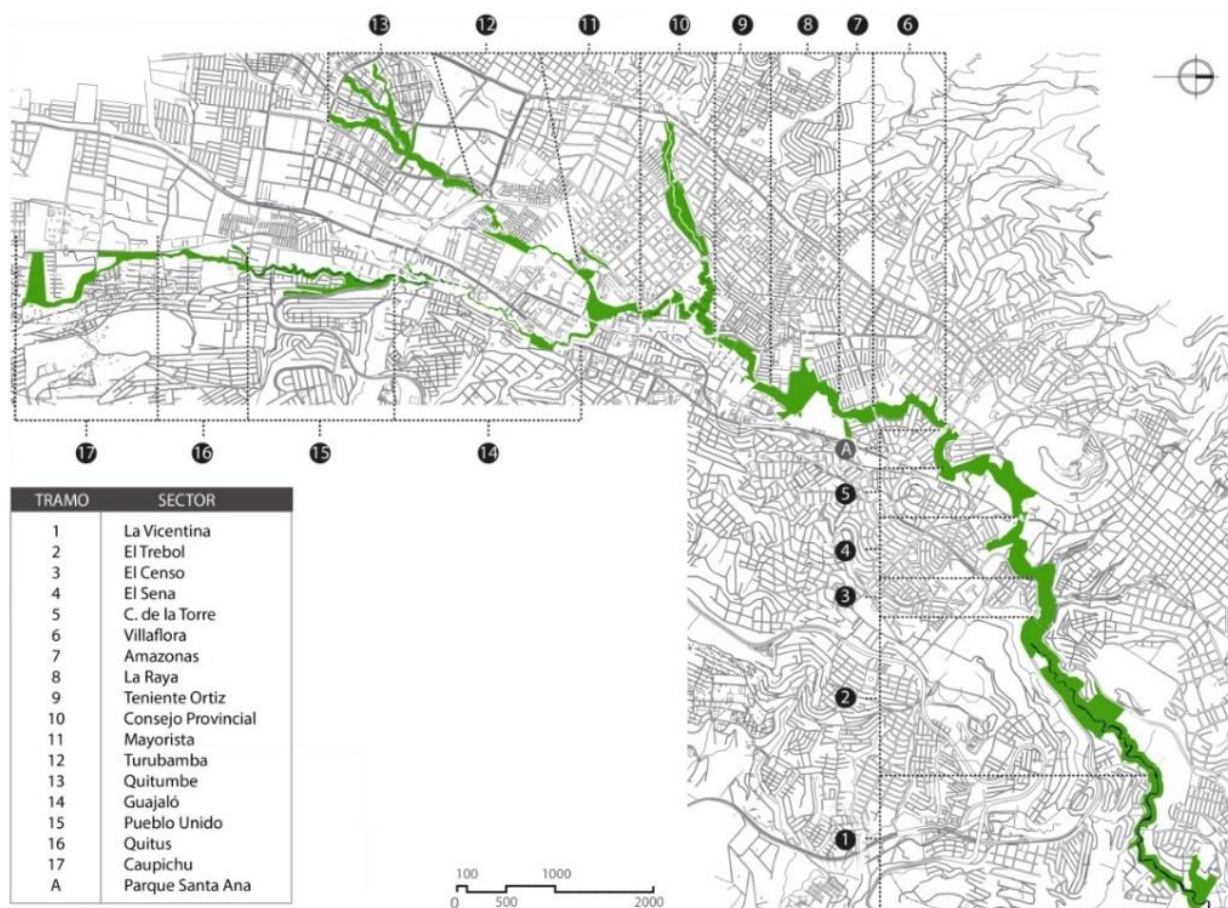 13 12 11 10 9 8 7 6
17 16 15 14
A
5
4
3
2
1
TRAMO SECTOR
1 La Vicentina
2 El Trebol
3 El Censo
4 El Sena
5 C. de la Torre
6 Villaflora
7 Amazonas
8 La Raya
9 Teniente Ortiz
10 Consejo Provincial
11 Mayorista
12 Turubamba
13 Quitumbe
14 Guajaló
15 Pueblo Unido
16 Quitus
17 Caupichu
A Parque Santa Ana
100 1000
0 500 2000